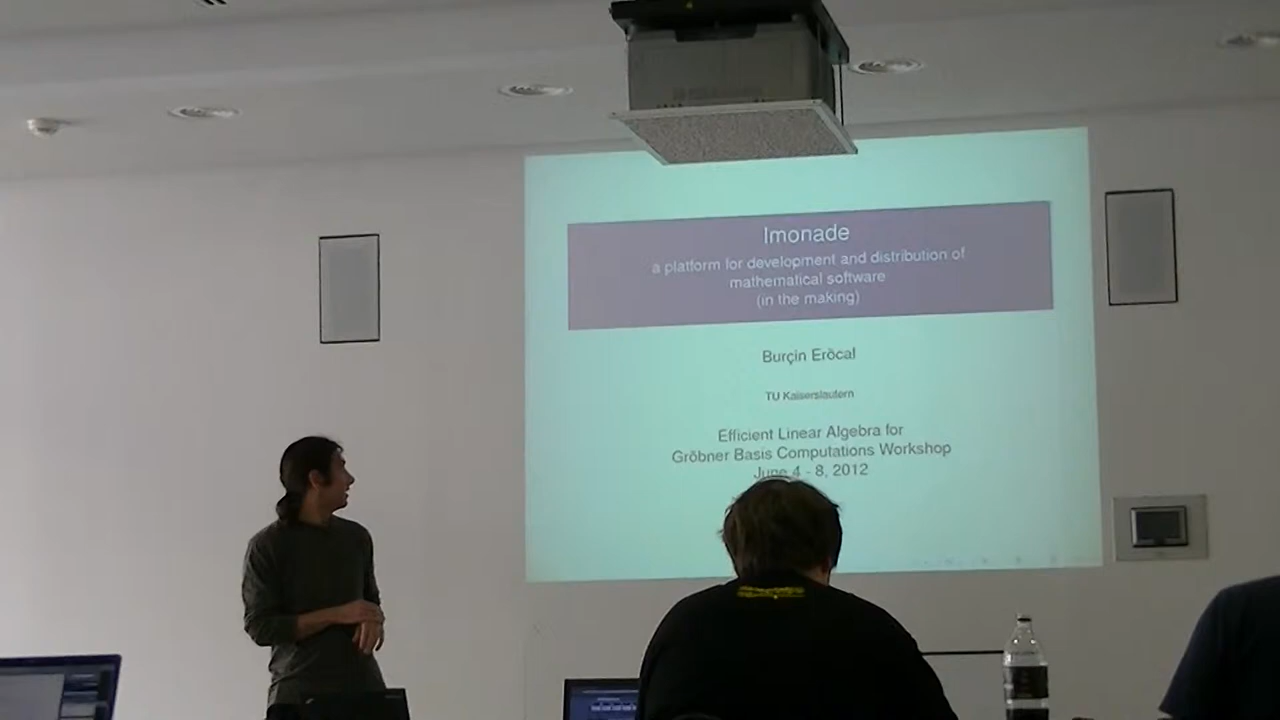 lmonade
a platform for development and distribution of
mathematical software
(in the making)
Burçin Eröcal
TU Kaiserslautern
Efficient Linear Algebra for
Gröbner Basis Computations Workshop
June 4 - 8, 2012